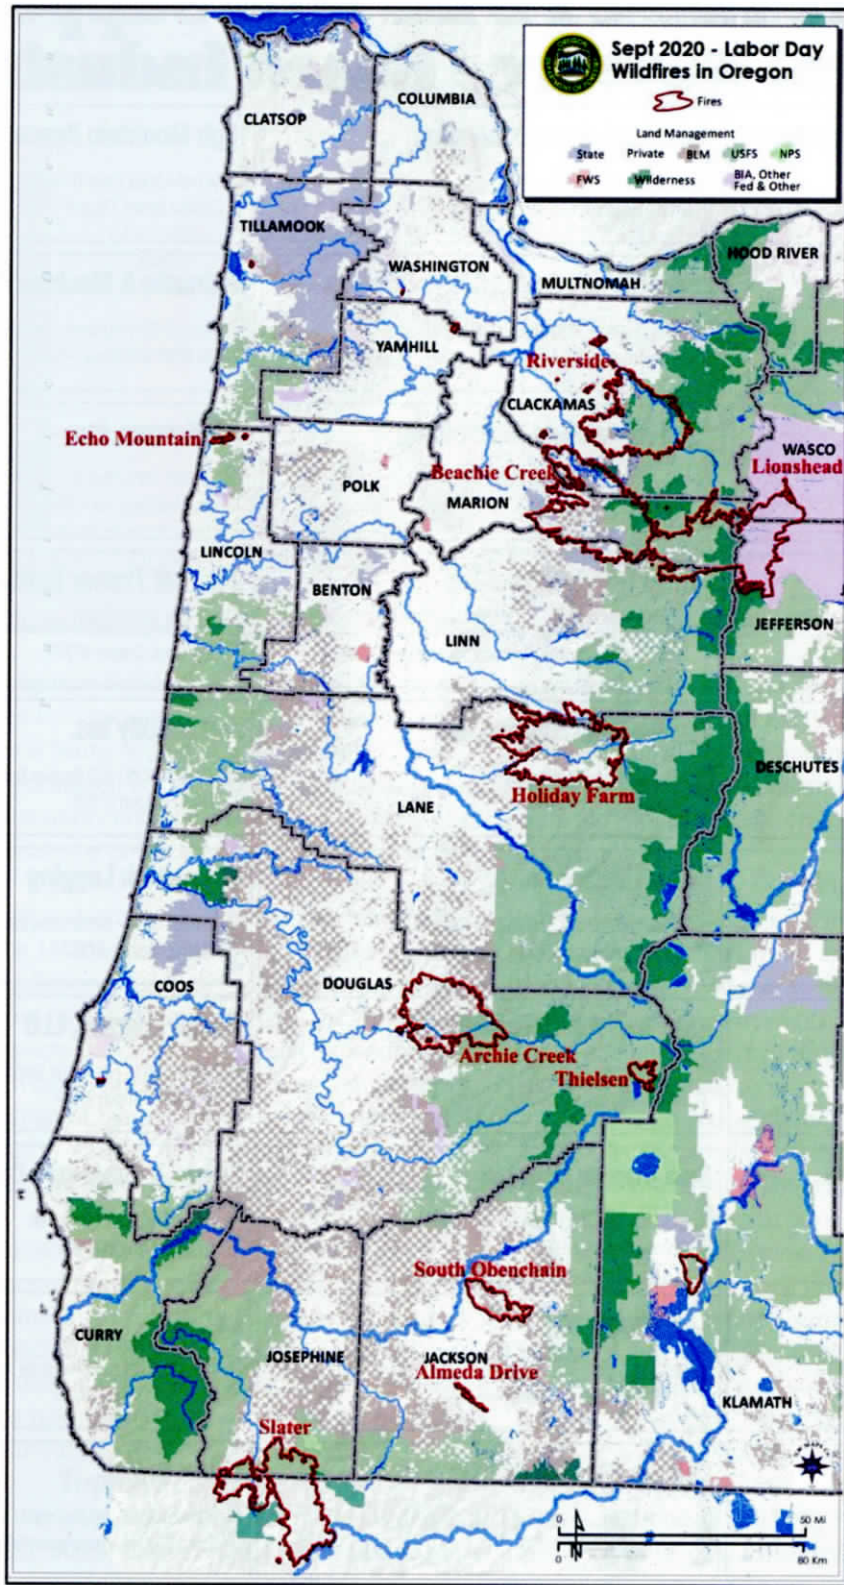 Sept 2020 - Labor Day
Wildfires in Oregon
Fires
Land Management
State Private BLM USFS NPS
FWS Wilderness BIA, Other
Fed & Other
CLATSOP
COLUMBIA
TILLAMOOK
WASHINGTON
HOOD RIVER
MULTNOMAH
YAMHILL
Riverside
CLACKAMAS
Echo Mountain
WASCO
Beachie Creek
Lionshead
POLK
MARION
LINCOLN
BENTON
JEFFERSON
LINN
DESCHUTES
Holiday Farm
LANE
COOS
DOUGLAS
Archie Creek
Thielsen
South Obenchain
CURRY
JOSEPHINE
JACKSON
Almeda Drive
KLAMATH
Slater
0 50 Mi
0 80 Km